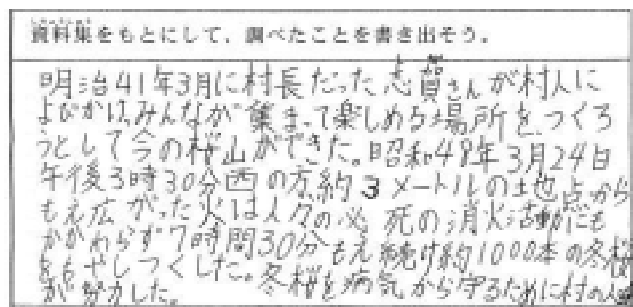 資料集をもとにして、調べたことを書き出そう。
明治41年3月に村長だった志賀さんが村人に
よびかけ、みんなが集まって楽しめる場所をつくろ
うとして今の桜山ができた。昭和48年3月24日
午後3時30分西の方、約3メートルの地点から
もえ広がった火は人々の必死の消火活動にも
かかわらず7時間30分もえ続け約1000本の冬桜
をもやしつくした。冬桜を病気から守るために村の人
が努力した。